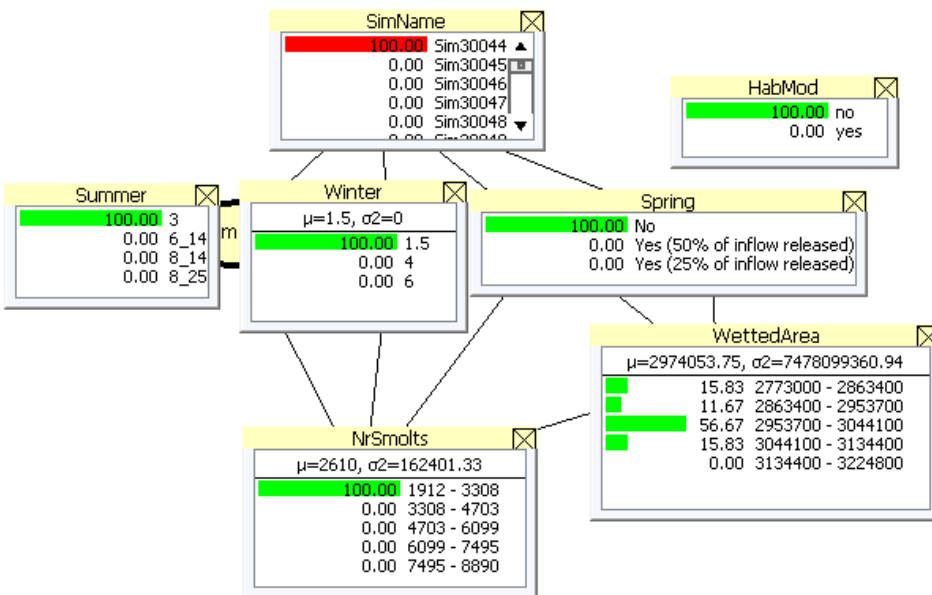 SimName
100.00 Sim30044
0.00 Sim30045
0.00 Sim30046
0.00 Sim30047
0.00 Sim30048
HabMod
100.00 no
0.00 yes
Summer
100.00 3
0.00 6_14
0.00 8_14
0.00 8_25
m
Winter
μ=1.5, σ2=0
100.00 1.5
0.00 4
0.00 6
Spring
100.00 No
0.00 Yes (50% of inflow released)
0.00 Yes (25% of inflow released)
WettedArea
μ=2974053.75, σ2=7478099360.94
15.83 2773000 - 2863400
11.67 2863400 - 2953700
56.67 2953700 - 3044100
15.83 3044100 - 3134400
0.00 3134400 - 3224800
NrSmolts
μ=2610, σ2=162401.33
100.00 1912 - 3308
0.00 3308 - 4703
0.00 4703 - 6099
0.00 6099 - 7495
0.00 7495 - 8890